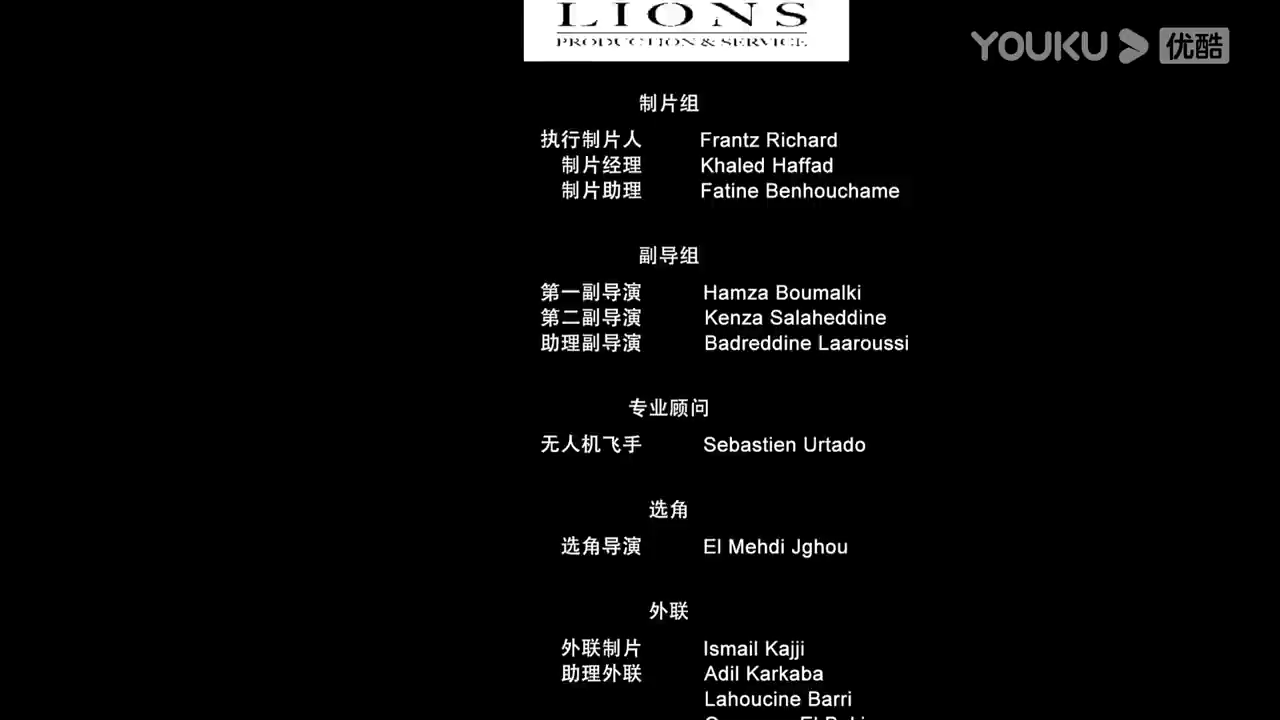 LIONS
PRODUCTION & SERVICE
YOUKU 优酷
制片组
执行制片人 Frantz Richard
制片经理 Khaled Haffad
制片助理 Fatine Benhouchame
副导组
第一副导演 Hamza Boumalki
第二副导演 Kenza Salaheddine
助理副导演 Badreddine Laaroussi
专业顾问
无人机飞手 Sebastien Urtado
选角
选角导演 El Mehdi Jghou
外联
外联制片 Ismail Kajji
助理外联 Adil Karkaba
Lahoucine Barri